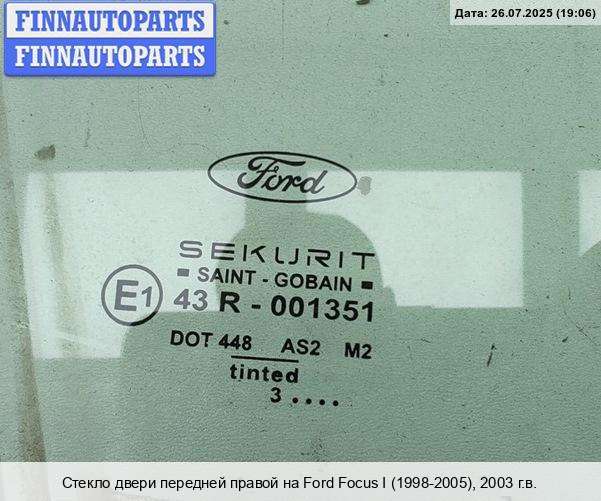 FINNAUTOPARTS
FINNAUTOPARTS
Дата: 26.07.2025 (19:06)
Ford
SEKURIT
SAINT - GOBAIN
E1 43 R - 001351
DOT 448 AS2 M2
tinted
3 ....
Стекло двери передней правой на Ford Focus I (1998-2005), 2003 г.в.